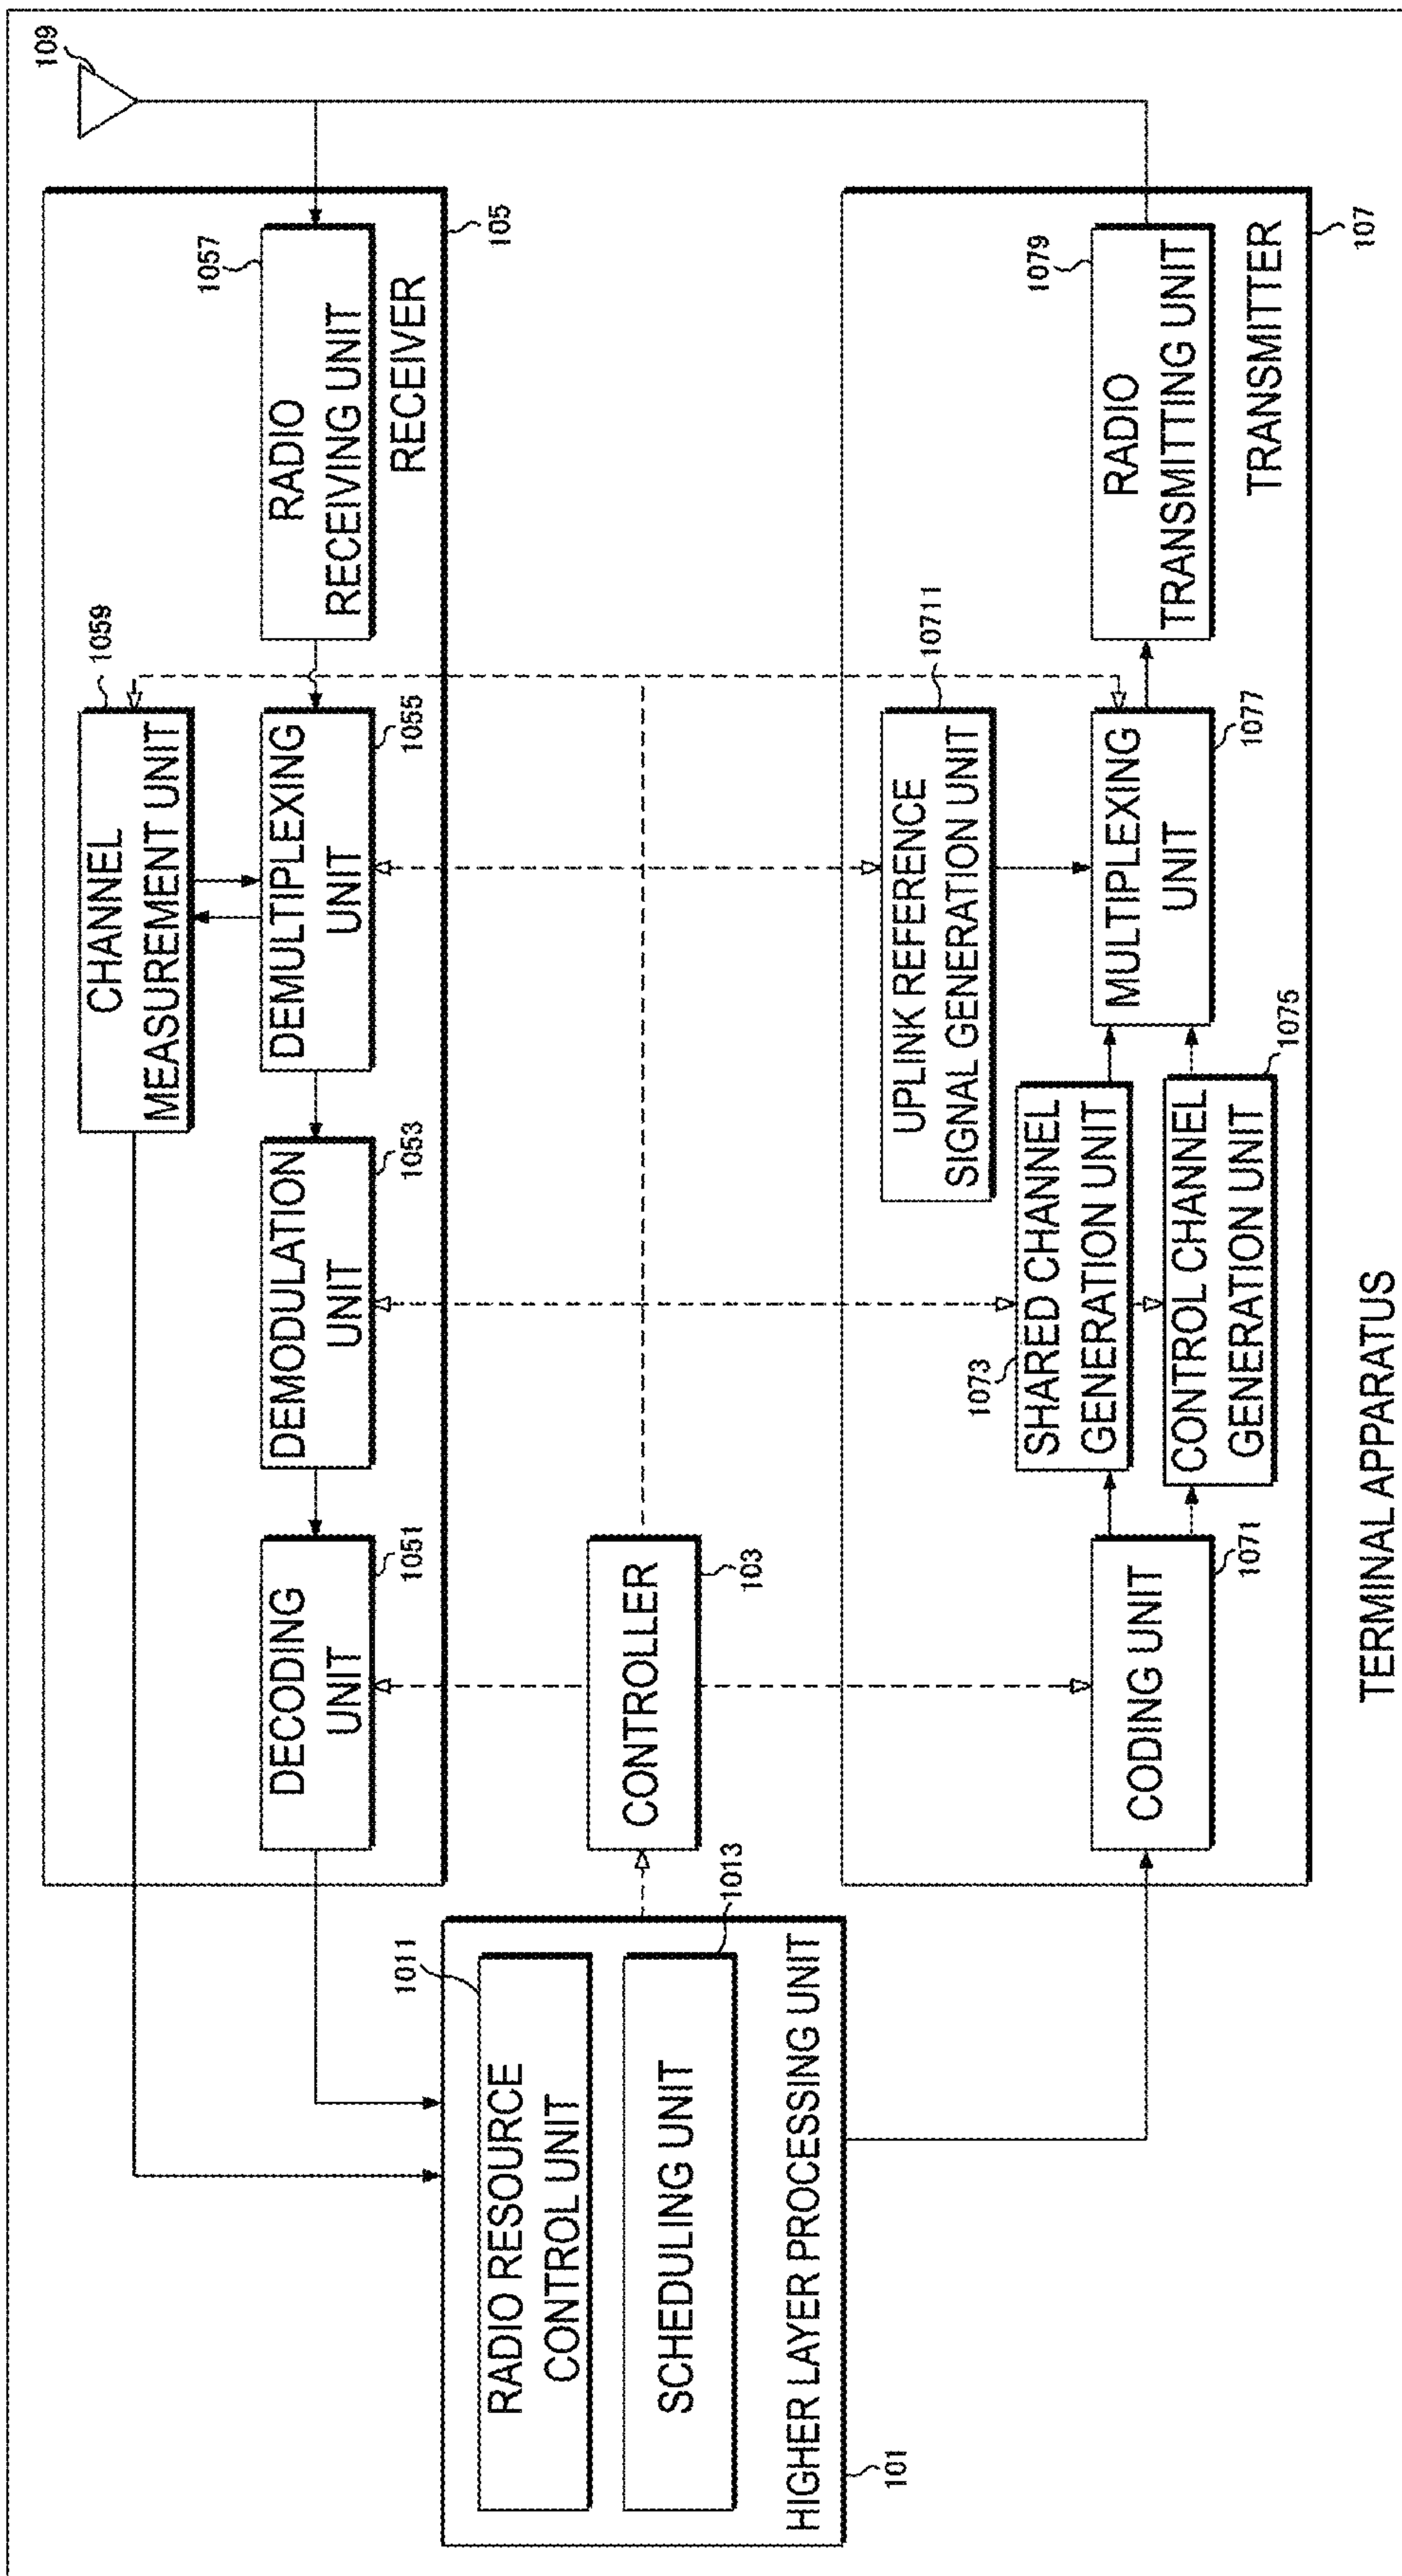 109
1057
RADIO
RECEIVING UNIT
RECEIVER
105
1059
CHANNEL
MEASUREMENT UNIT
DEMULTIPLEXING
UNIT
1055
DEMODULATION
UNIT
1053
DECODING
UNIT
1051
CONTROLLER
103
1011
RADIO RESOURCE
CONTROL UNIT
1013
SCHEDULING UNIT
HIGHER LAYER PROCESSING UNIT
101
CODING UNIT
1071
1073
SHARED CHANNEL
GENERATION UNIT
CONTROL CHANNEL
GENERATION UNIT
1075
10711
UPLINK REFERENCE
SIGNAL GENERATION UNIT
MULTIPLEXING
UNIT
1077
1079
RADIO
TRANSMITTING UNIT
TRANSMITTER
107
TERMINAL APPARATUS